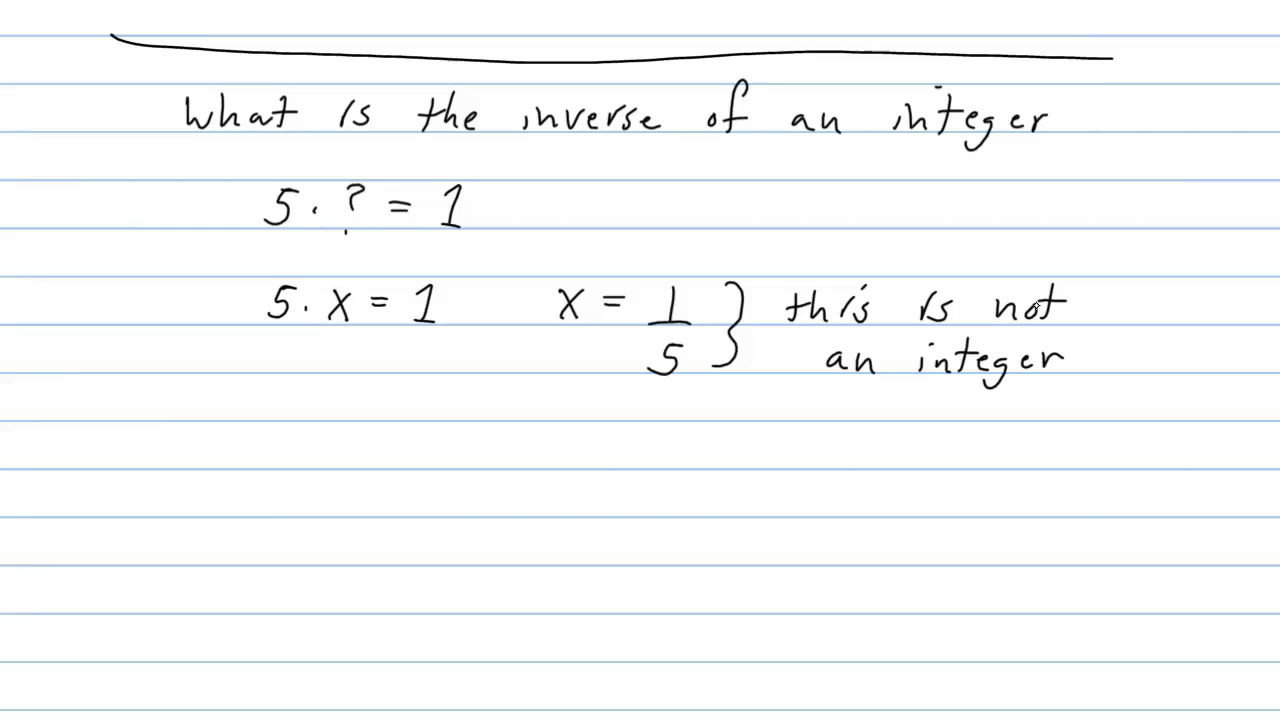 What is the inverse of an integer
5 · ? = 1
5 · x = 1    x = 1/5 } this is not
an integer